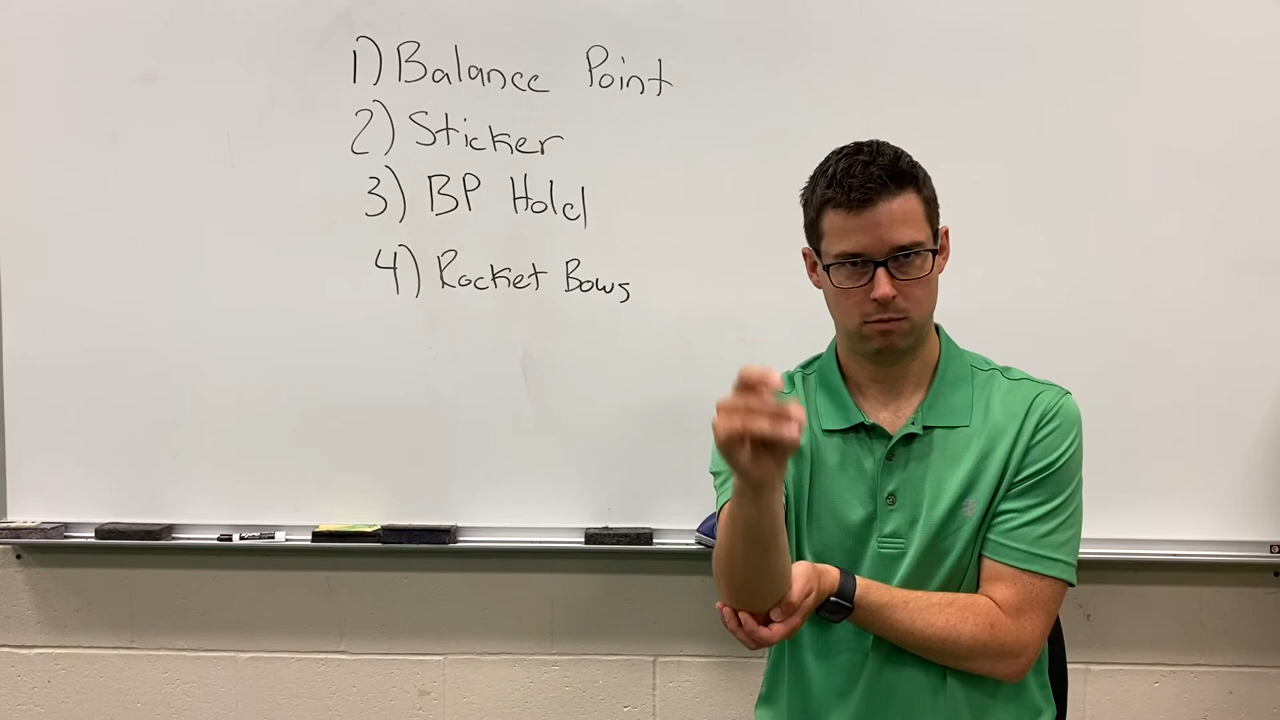 1) Balance Point
2) Sticker
3) BP Hold
4) Rocket Bows